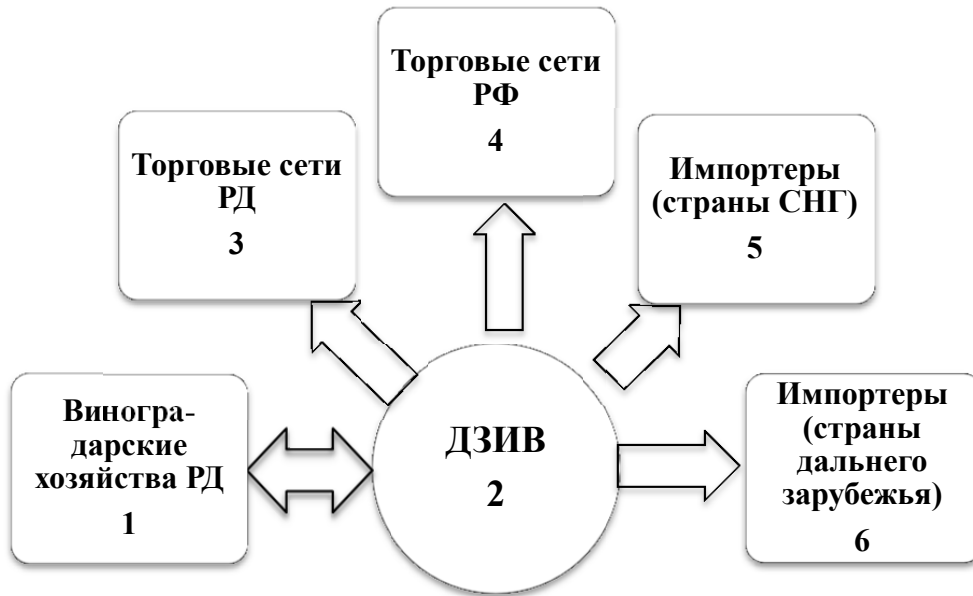 Торговые сети
РФ
4
Торговые сети
РД
3
Импортеры
(страны СНГ)
5
Виногра-
дарские
хозяйства РД
1
ДЗИВ
2
Импортеры
(страны
дальнего
зарубежья)
6